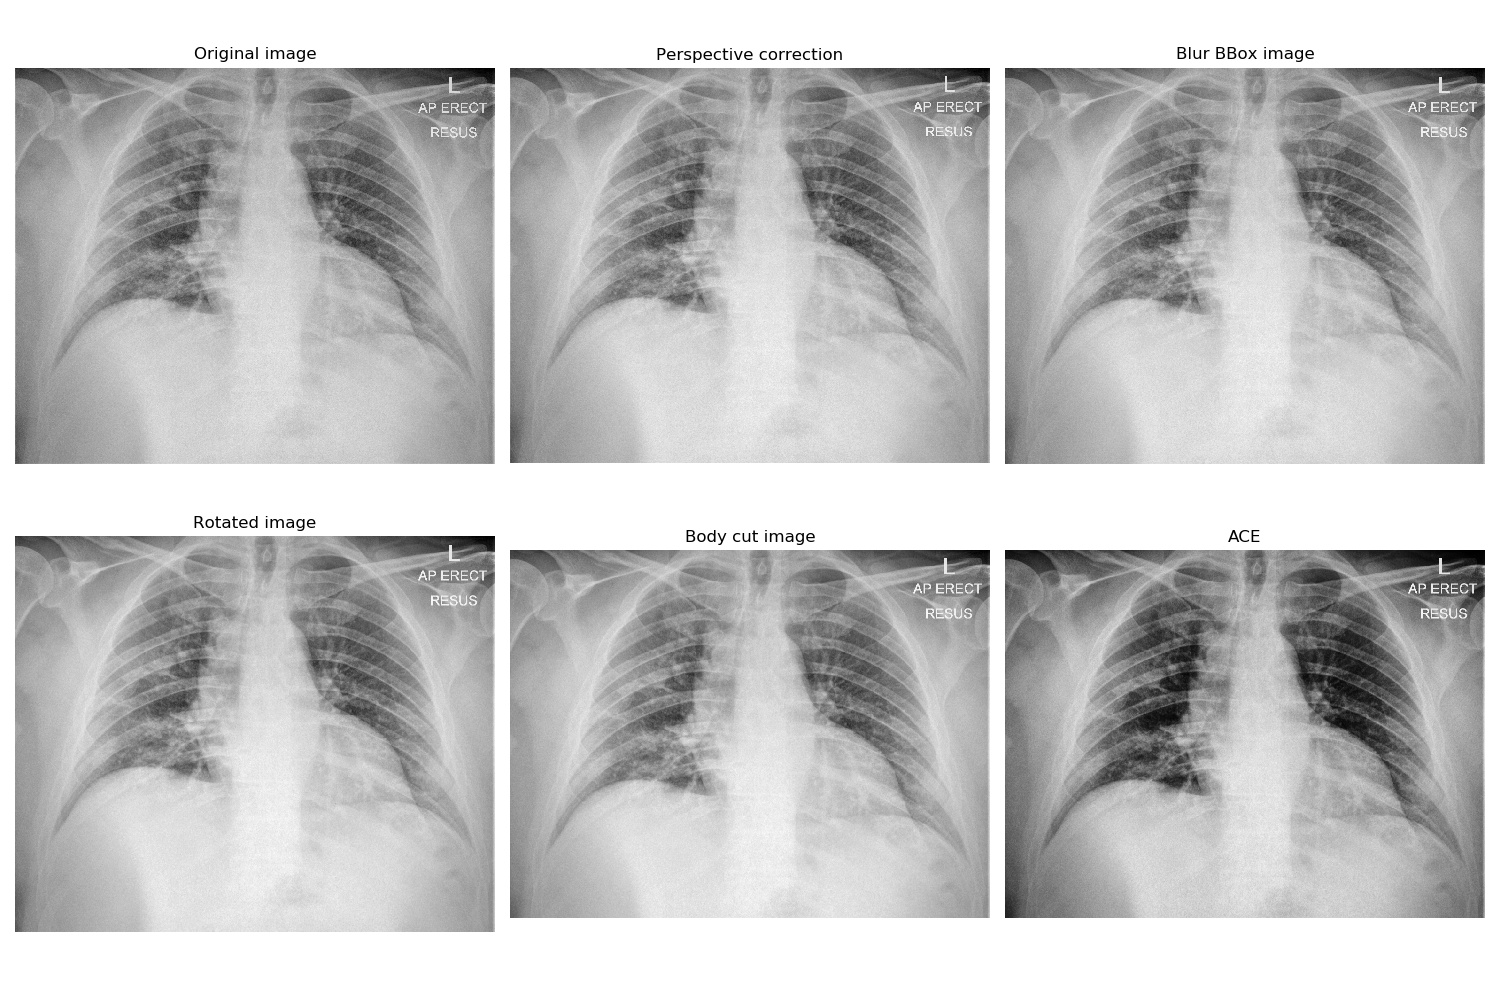 Original image
Perspective correction
Blur BBox image
L
AP ERECT
RESUS
L
AP ERECT
RESUS
L
AP ERECT
RESUS
Rotated image
Body cut image
ACE
L
AP ERECT
RESUS
L
AP ERECT
RESUS
L
AP ERECT
RESUS